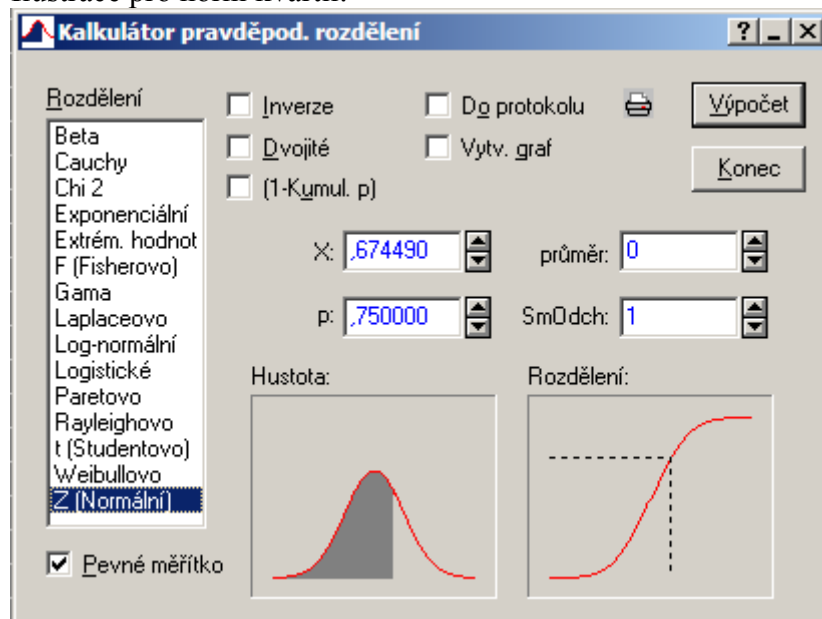 Kalkulátor pravděpod. rozdělení
Rozdělení
Beta
Cauchy
Chi 2
Exponenciální
Extrém. hodnot
F (Fisherovo)
Gama
Laplaceovo
Log-normální
Logistické
Paretovo
Rayleighovo
t (Studentovo)
Weibullovo
Z (Normální)
Pevné měřítko
Inverze
Dvojité
(1-Kumul. p)
Do protokolu
Vytv. graf
Výpočet
Konec
X: ,674490
průměr: 0
p: ,750000
SmOdch: 1
Hustota:
Rozdělení: